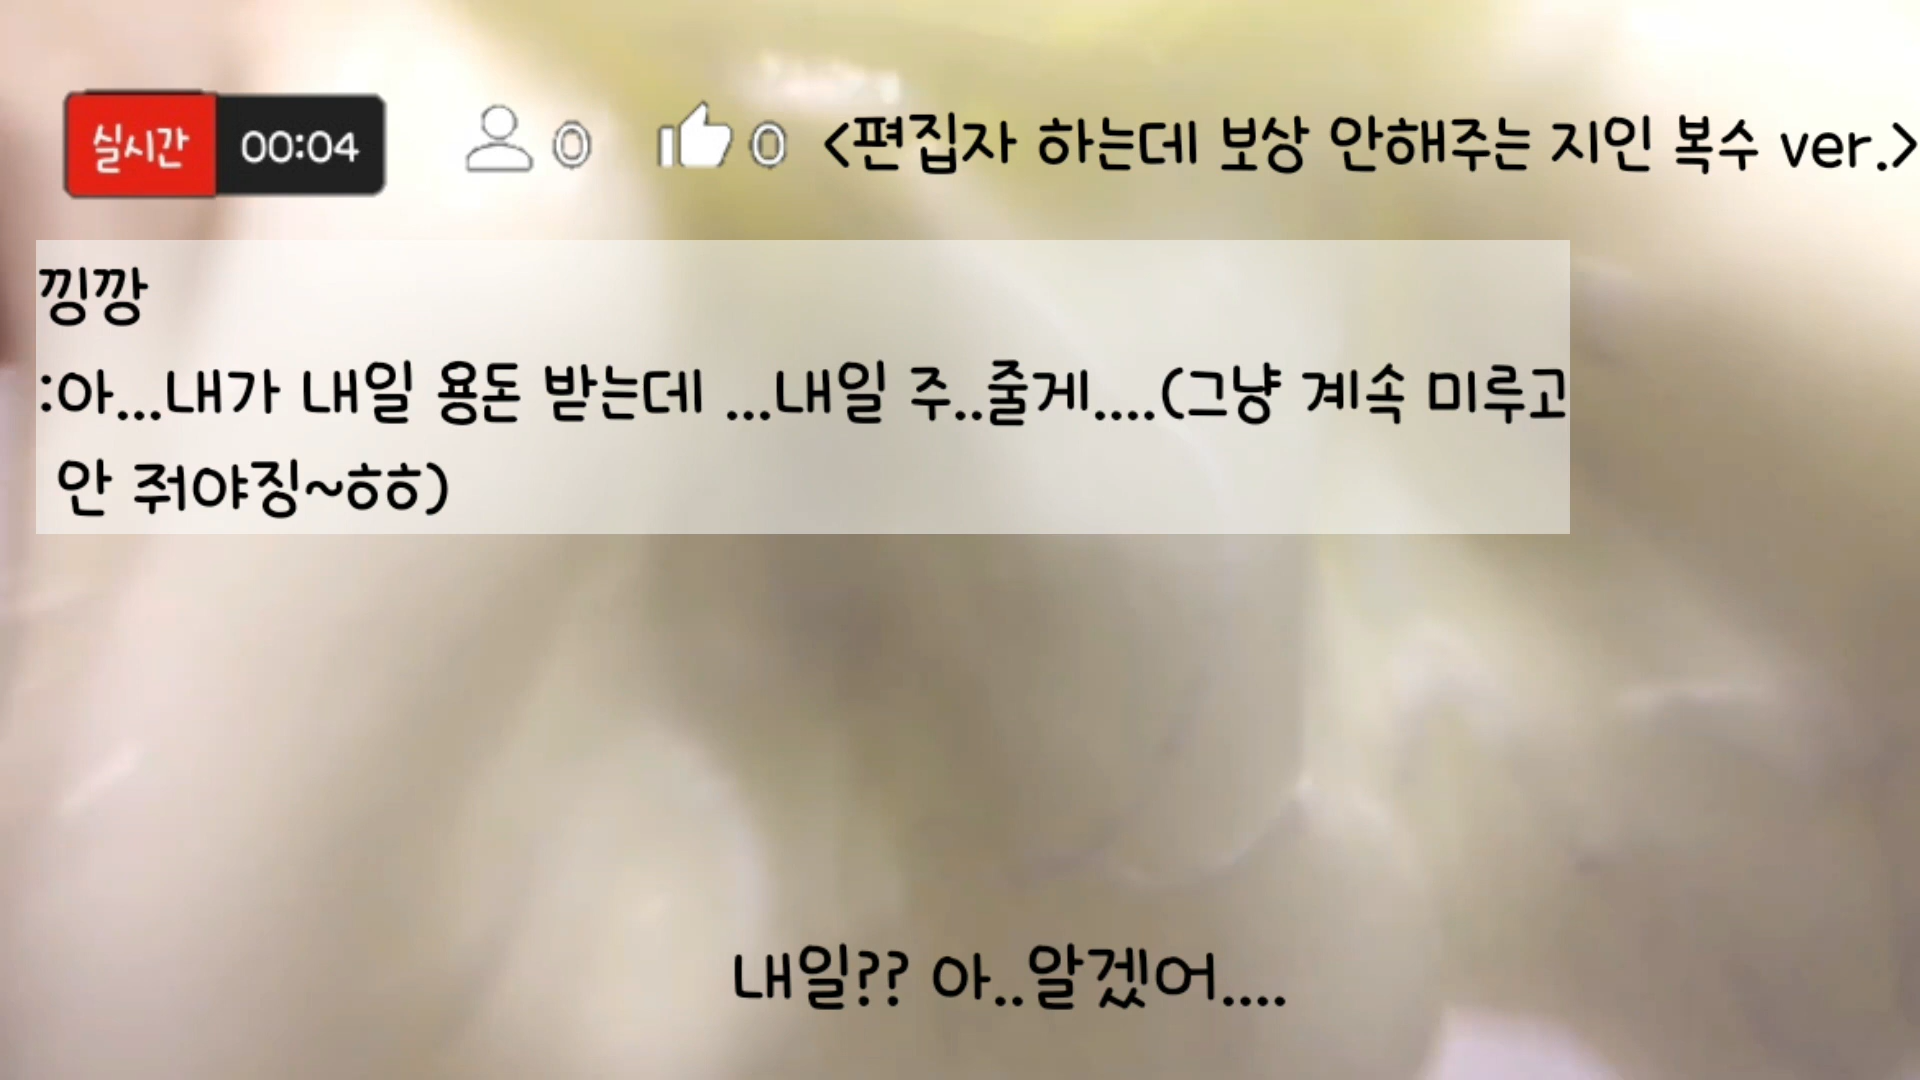 실시간 00:04 0 0 <편집자 하는데 보상 안해주는 지인 복수 ver.>
낑깡
:아...내가 내일 용돈 받는데 ...내일 주..줄게....(그냥 계속 미루고
안 줘야징~ㅎㅎ)
내일?? 아..알겠어....